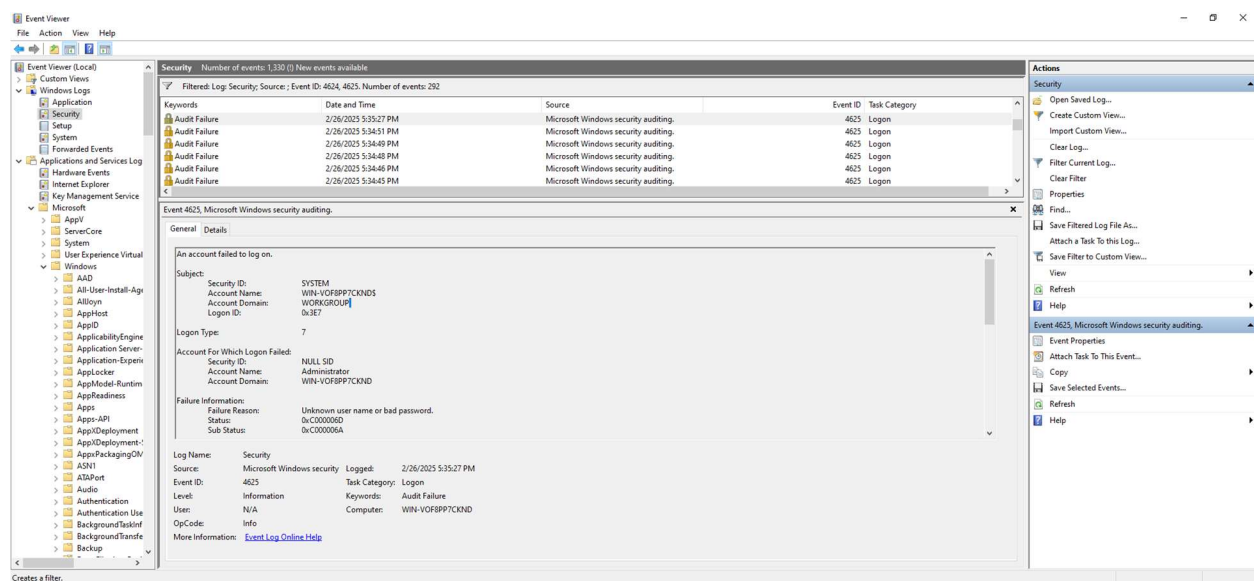 Event Viewer
File Action View Help
Event Viewer (Local)
Custom Views
Windows Logs
Application
Security
Setup
System
Forwarded Events
Applications and Services Log
Hardware Events
Internet Explorer
Key Management Service
Microsoft
AppV
ServerCore
System
User Experience Virtual
Windows
AAD
All-User-Install-Age
AllJoyn
AppHost
AppID
ApplicabilityEngine
Application Server-
Application-Experie
AppLocker
AppModel-Runtim
AppReadiness
Apps
Apps-API
AppXDeployment
AppXDeployment-S
AppxPackagingOM
ASN1
ATAPort
Audio
Authentication
Authentication Use
BackgroundTaskInf
BackgroundTransfe
Backup
Security Number of events: 1,330 (!) New events available
Filtered: Log: Security; Source: ; Event ID: 4624, 4625. Number of events: 292
Keywords Date and Time Source Event ID Task Category
Audit Failure 2/26/2025 5:35:27 PM Microsoft Windows security auditing. 4625 Logon
Audit Failure 2/26/2025 5:34:51 PM Microsoft Windows security auditing. 4625 Logon
Audit Failure 2/26/2025 5:34:49 PM Microsoft Windows security auditing. 4625 Logon
Audit Failure 2/26/2025 5:34:48 PM Microsoft Windows security auditing. 4625 Logon
Audit Failure 2/26/2025 5:34:46 PM Microsoft Windows security auditing. 4625 Logon
Audit Failure 2/26/2025 5:34:45 PM Microsoft Windows security auditing. 4625 Logon
Event 4625, Microsoft Windows security auditing.
General Details
An account failed to log on.
Subject:
Security ID: SYSTEM
Account Name: WIN-VOF8PP7CKND$
Account Domain: WORKGROUP
Logon ID: 0x3E7
Logon Type: 7
Account For Which Logon Failed:
Security ID: NULL SID
Account Name: Administrator
Account Domain: WIN-VOF8PP7CKND
Failure Information:
Failure Reason: Unknown user name or bad password.
Status: 0xC000006D
Sub Status: 0xC000006A
Log Name: Security
Source: Microsoft Windows security Logged: 2/26/2025 5:35:27 PM
Event ID: 4625 Task Category: Logon
Level: Information Keywords: Audit Failure
User: N/A Computer: WIN-VOF8PP7CKND
OpCode: Info
More Information: Event Log Online Help
Actions
Security
Open Saved Log...
Create Custom View...
Import Custom View...
Clear Log...
Filter Current Log...
Clear Filter
Properties
Find...
Save Filtered Log File As...
Attach a Task To this Log...
Save Filter to Custom View...
View
Refresh
Help
Event 4625, Microsoft Windows security auditing.
Event Properties
Attach Task To This Event...
Copy
Save Selected Events...
Refresh
Help
Creates a filter.